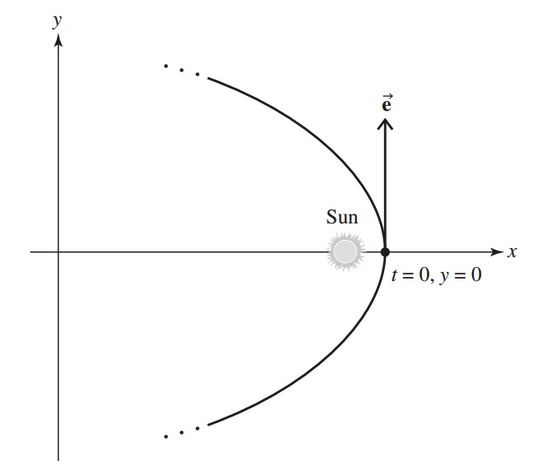 y
e⃗
Sun
x
t = 0, y = 0